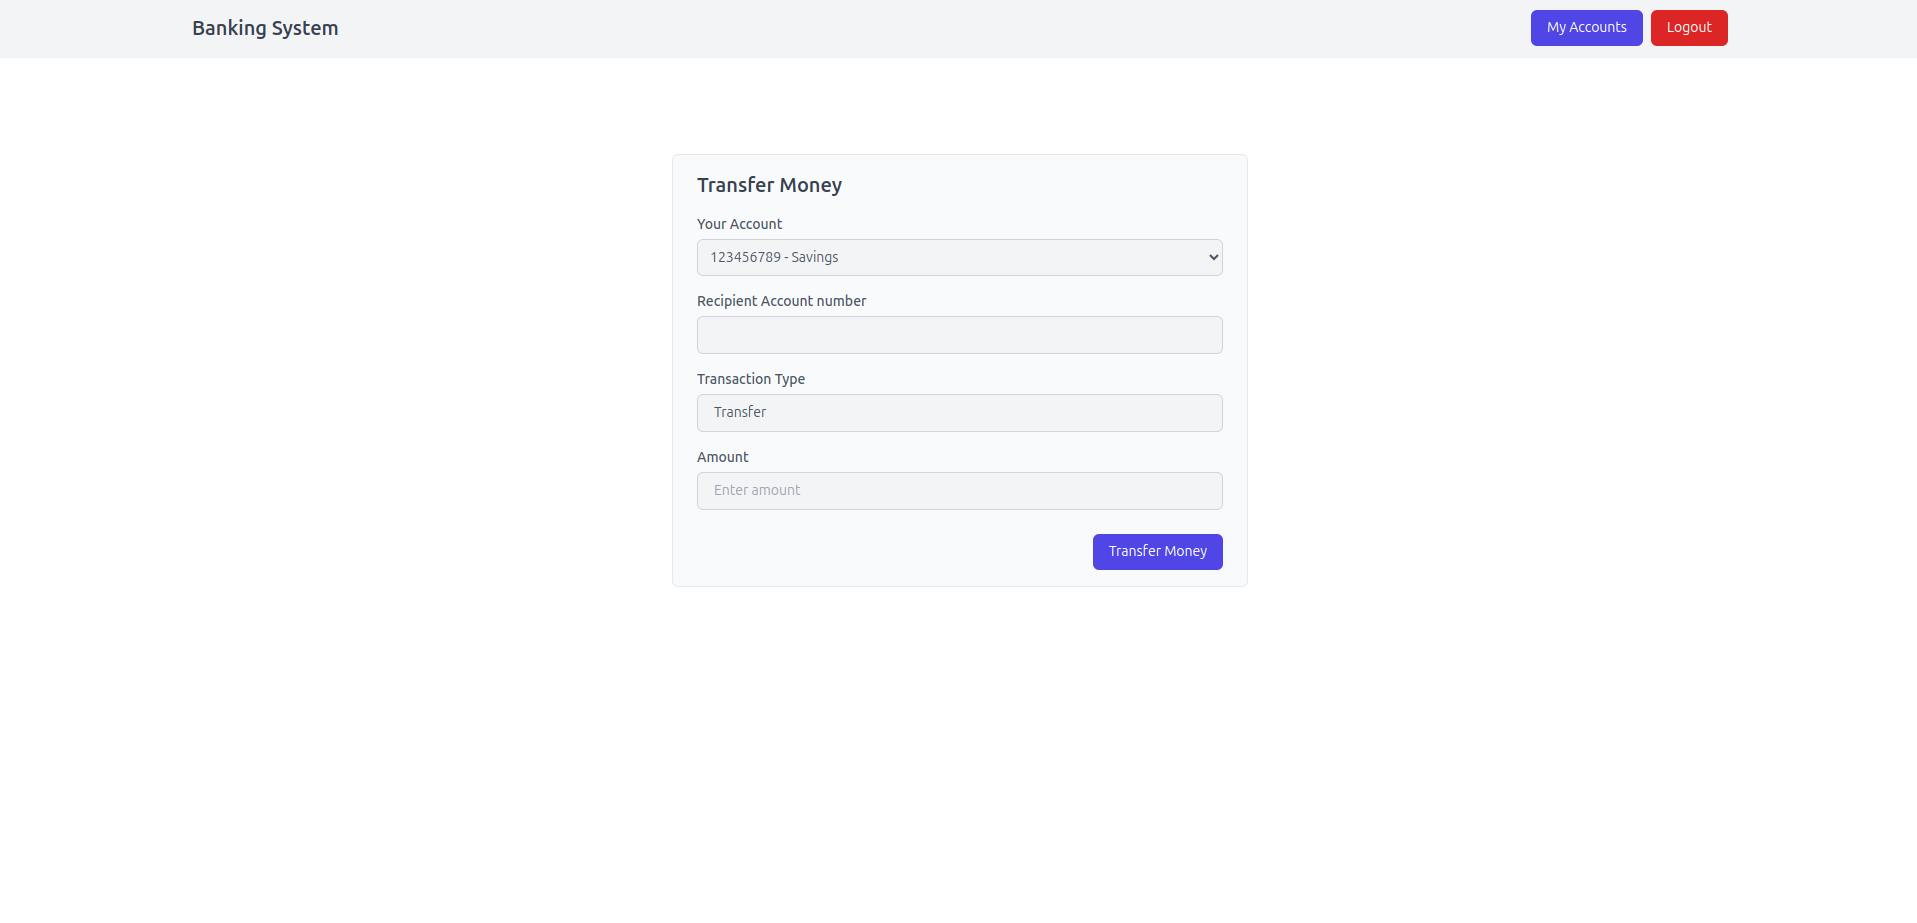 Banking System
My Accounts
Logout
Transfer Money
Your Account
123456789 - Savings
Recipient Account number
Transaction Type
Transfer
Amount
Enter amount
Transfer Money